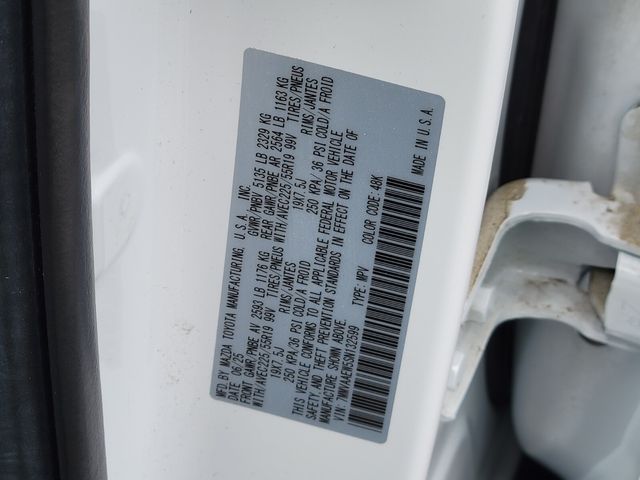 MFD.BY MAZDA TOYOTA MANUFACTURING, U.S.A. INC.
DATE: 06/25 GVWR/PNBV 5135 LB 2329 KG
FRONT GAWR/PNBE AV 2593 LB 1176 KG REAR GAWR/PNBE AR 2564 LB 1163 KG
WITH/AVEC225/55R19 99V TIRES/PNEUS WITH/AVEC225/55R19 99V TIRES/PNEUS
19X7.5J RIMS/JANTES 19X7.5J RIMS/JANTES
250 KPA/36 PSI COLD/A FROID 250 KPA/36 PSI COLD/A FROID
THIS VEHICLE CONFORMS TO ALL APPLICABLE FEDERAL MOTOR VEHICLE
SAFETY, AND THEFT PREVENTION STANDARDS IN EFFECT ON THE DATE OF
MANUFACTURE SHOWN ABOVE.
VIN: TYPE: MPV
COLOR CODE: 48K
MADE IN U.S.A.